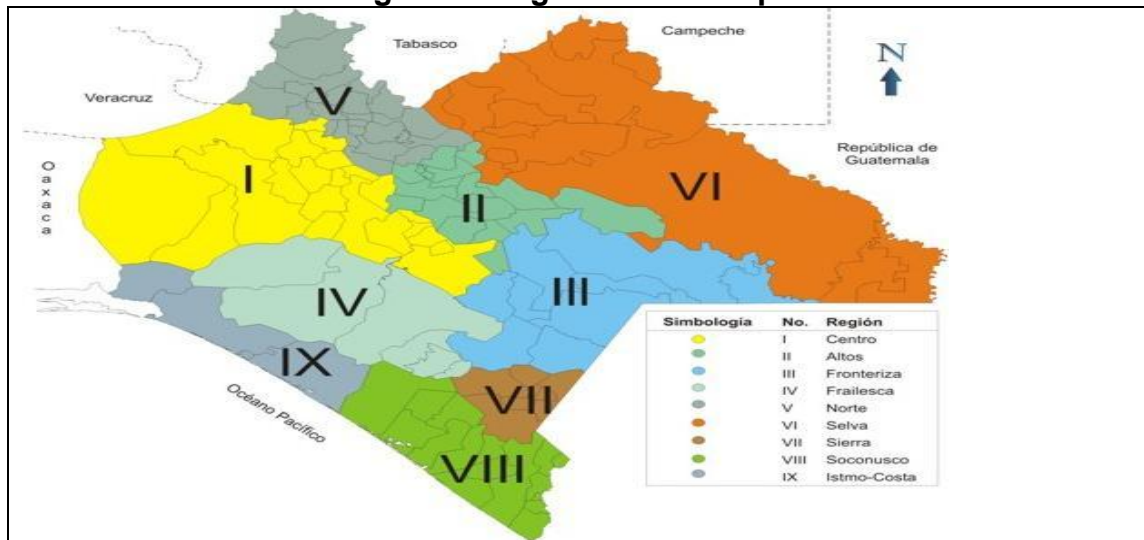 Campeche
Tabasco
N
Veracruz
V
República de
Guatemala
Oaxaca
I
VI
II
III
IV
IX
VII
VIII
Océano Pacífico
Simbología No. Región
I Centro
II Altos
III Fronteriza
IV Frailesca
V Norte
VI Selva
VII Sierra
VIII Soconusco
IX Istmo-Costa